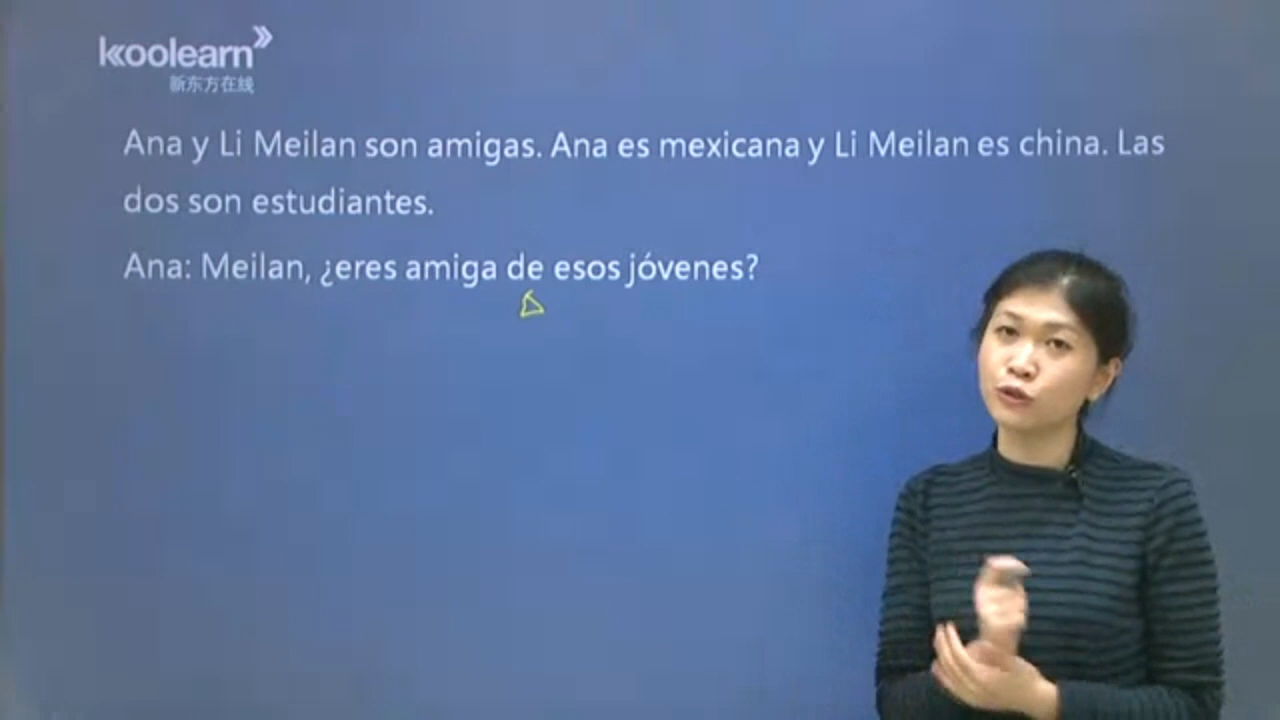 koolearn
新东方在线
Ana y Li Meilan son amigas. Ana es mexicana y Li Meilan es china. Las
dos son estudiantes.
Ana: Meilan, ¿eres amiga de esos jóvenes?